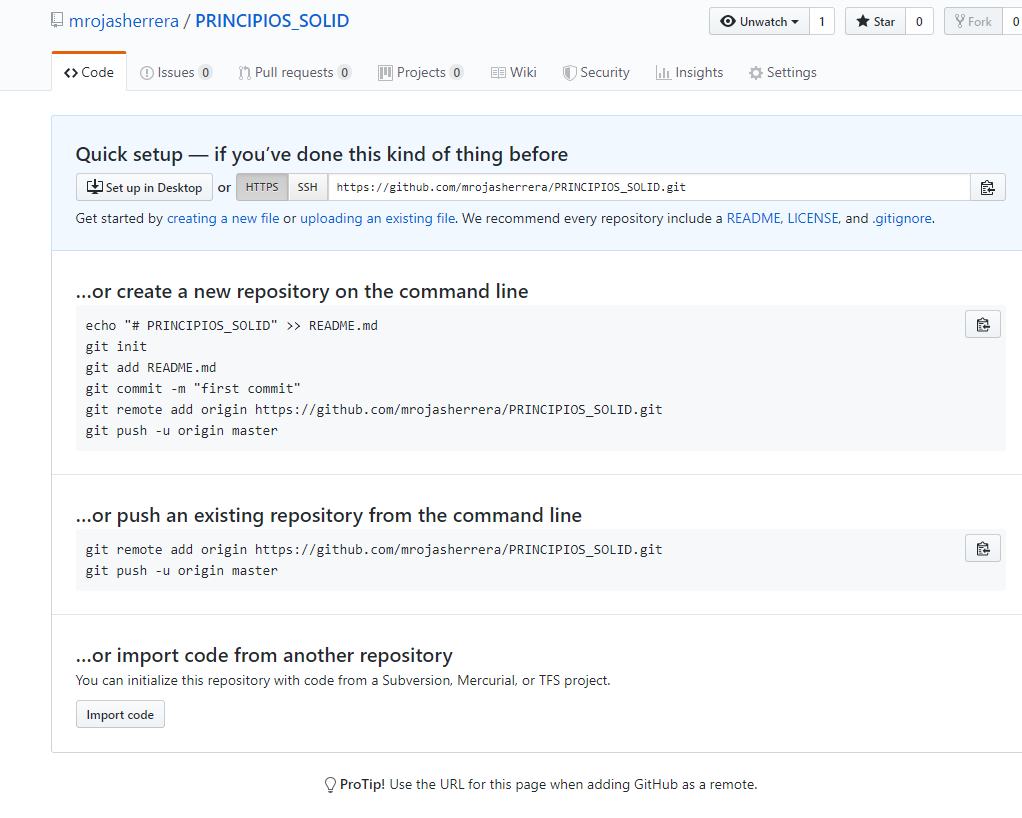 mrojasherrera / PRINCIPIOS_SOLID Unwatch 1 Star 0 Fork 0
Code Issues 0 Pull requests 0 Projects 0 Wiki Security Insights Settings
Quick setup — if you’ve done this kind of thing before
Set up in Desktop or HTTPS SSH https://github.com/mrojasherrera/PRINCIPIOS_SOLID.git
Get started by creating a new file or uploading an existing file. We recommend every repository include a README, LICENSE, and .gitignore.
…or create a new repository on the command line
echo "# PRINCIPIOS_SOLID" >> README.md
git init
git add README.md
git commit -m "first commit"
git remote add origin https://github.com/mrojasherrera/PRINCIPIOS_SOLID.git
git push -u origin master
…or push an existing repository from the command line
git remote add origin https://github.com/mrojasherrera/PRINCIPIOS_SOLID.git
git push -u origin master
…or import code from another repository
You can initialize this repository with code from a Subversion, Mercurial, or TFS project.
Import code
ProTip! Use the URL for this page when adding GitHub as a remote.